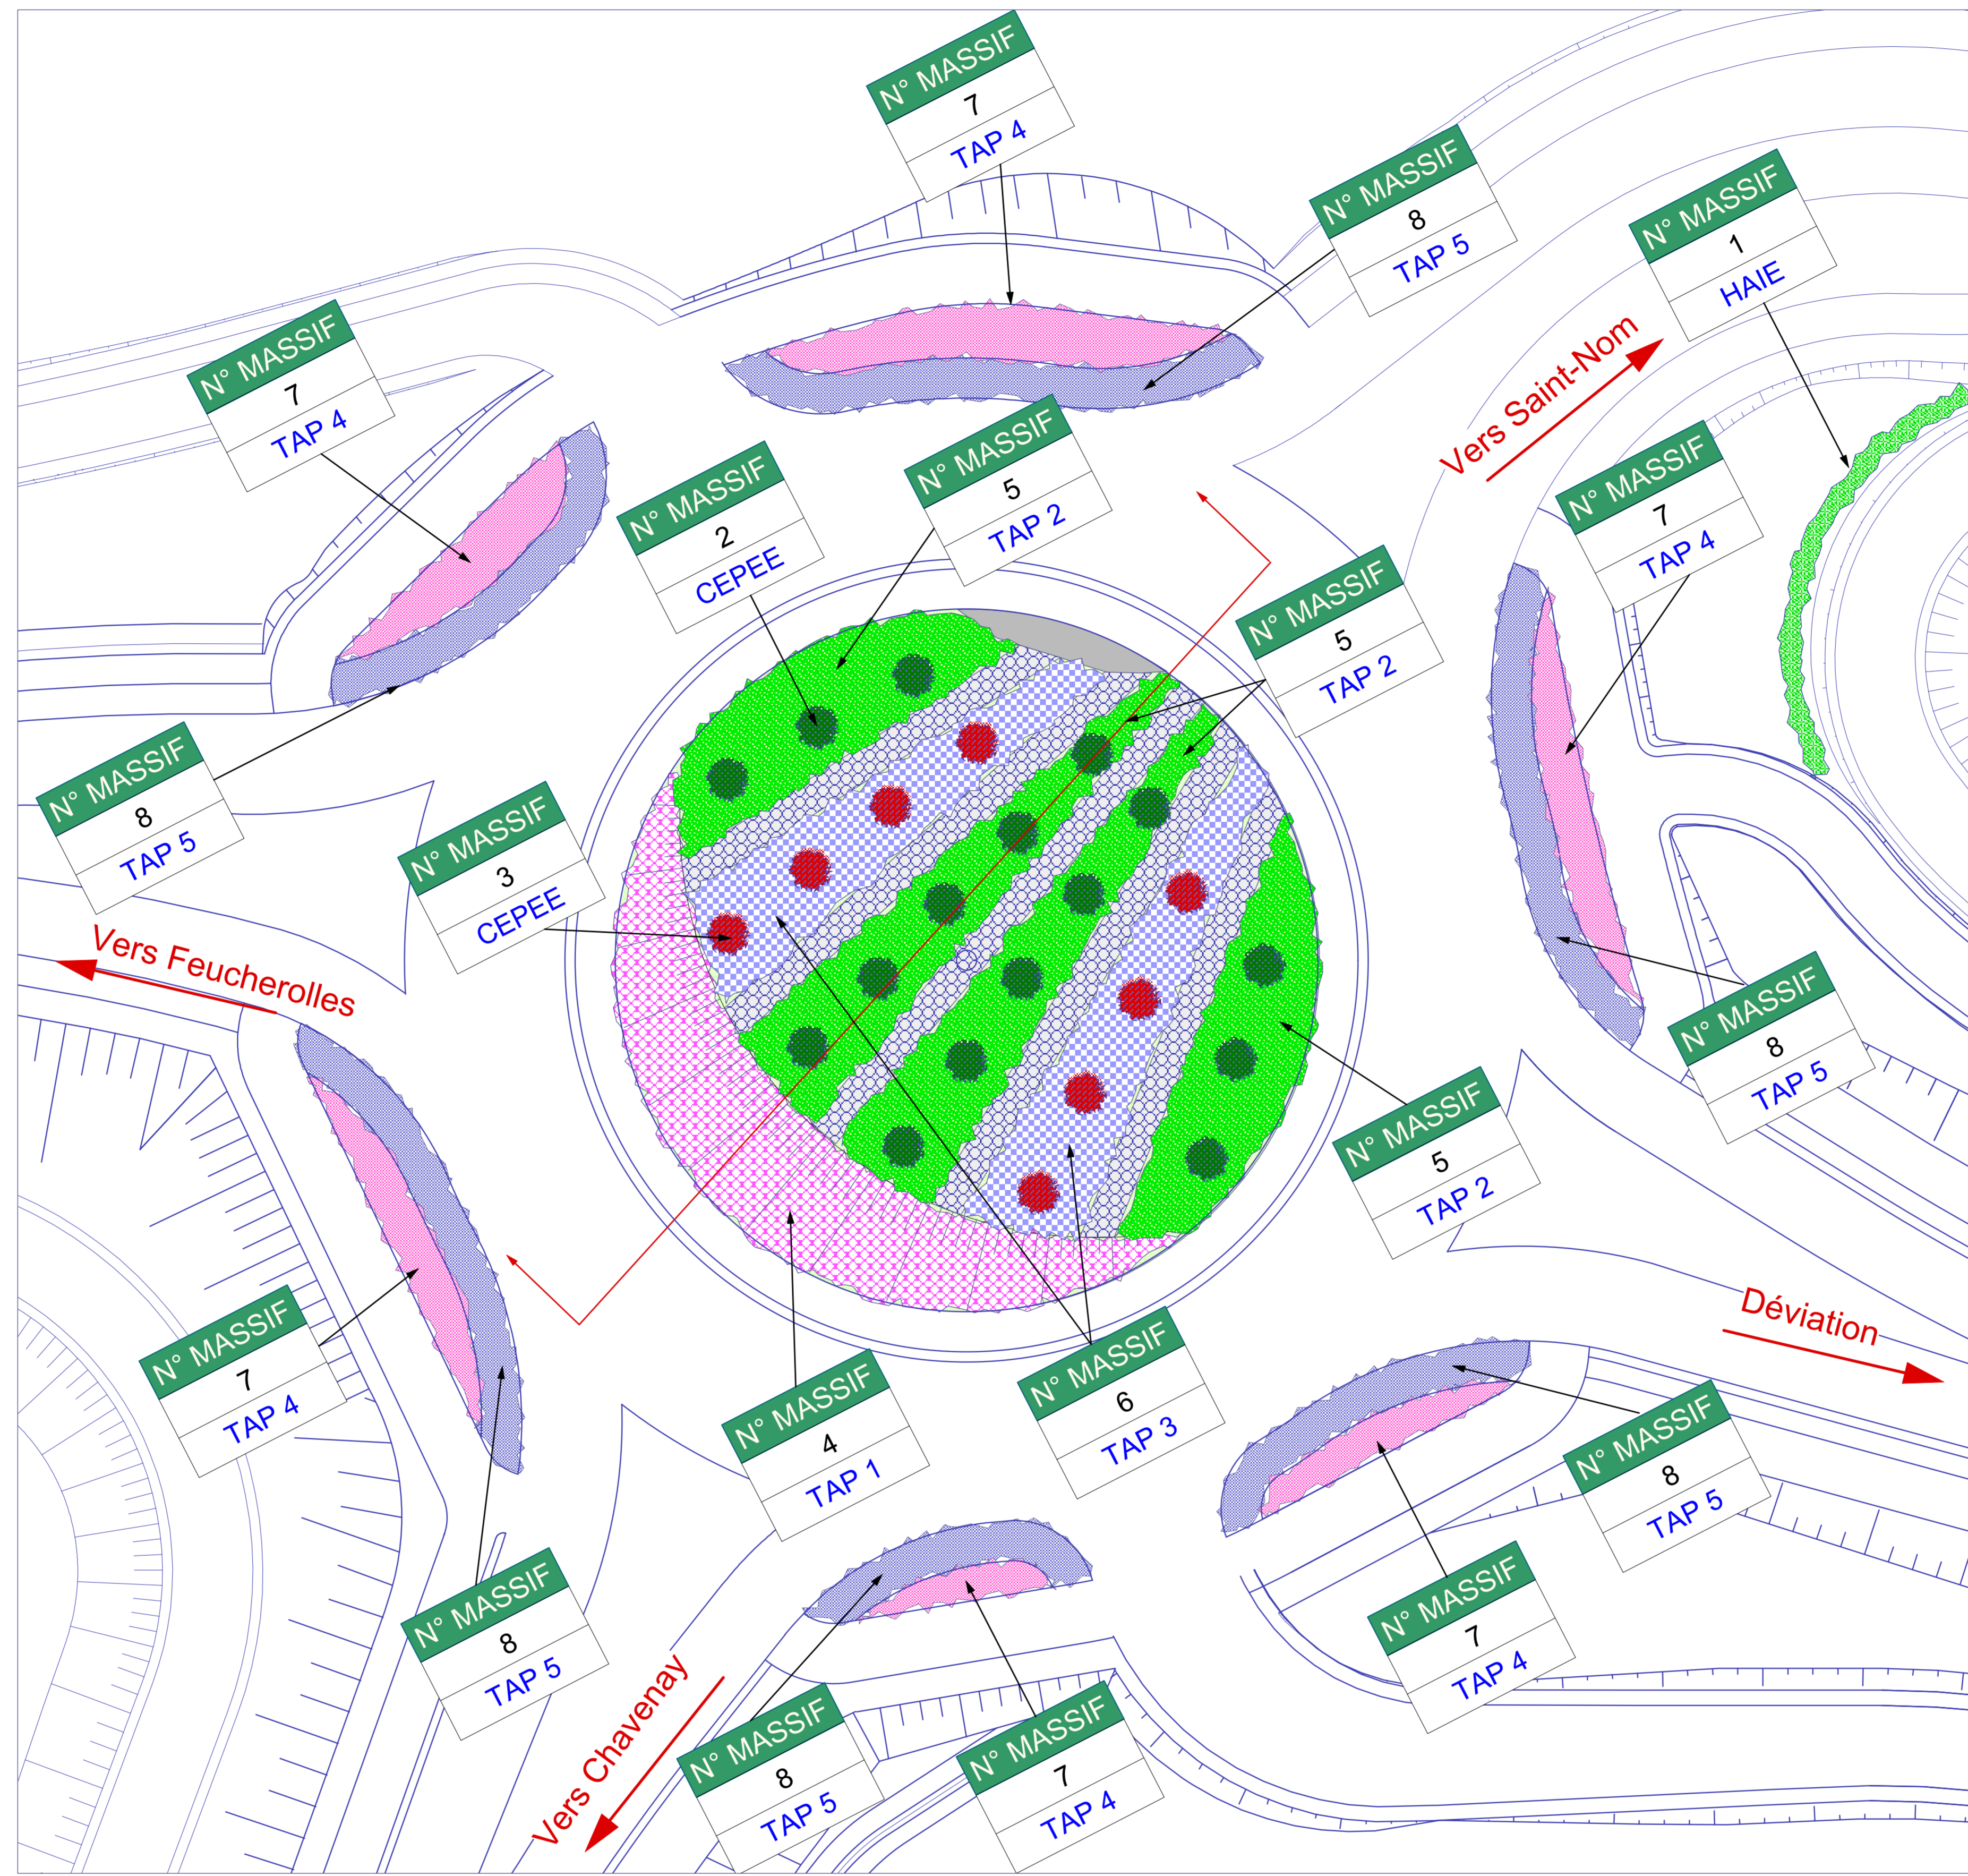 N° MASSIF
7
TAP 4
N° MASSIF
8
TAP 5
N° MASSIF
1
HAIE
N° MASSIF
7
TAP 4
Vers Saint-Nom
N° MASSIF
5
TAP 2
N° MASSIF
2
CEPEE
N° MASSIF
7
TAP 4
N° MASSIF
5
TAP 2
N° MASSIF
8
TAP 5
N° MASSIF
3
CEPEE
Vers Feucherolles
N° MASSIF
8
TAP 5
N° MASSIF
5
TAP 2
Déviation
N° MASSIF
7
TAP 4
N° MASSIF
4
TAP 1
N° MASSIF
6
TAP 3
N° MASSIF
8
TAP 5
N° MASSIF
8
TAP 5
N° MASSIF
7
TAP 4
Vers Chavenay
N° MASSIF
8
TAP 5
N° MASSIF
7
TAP 4